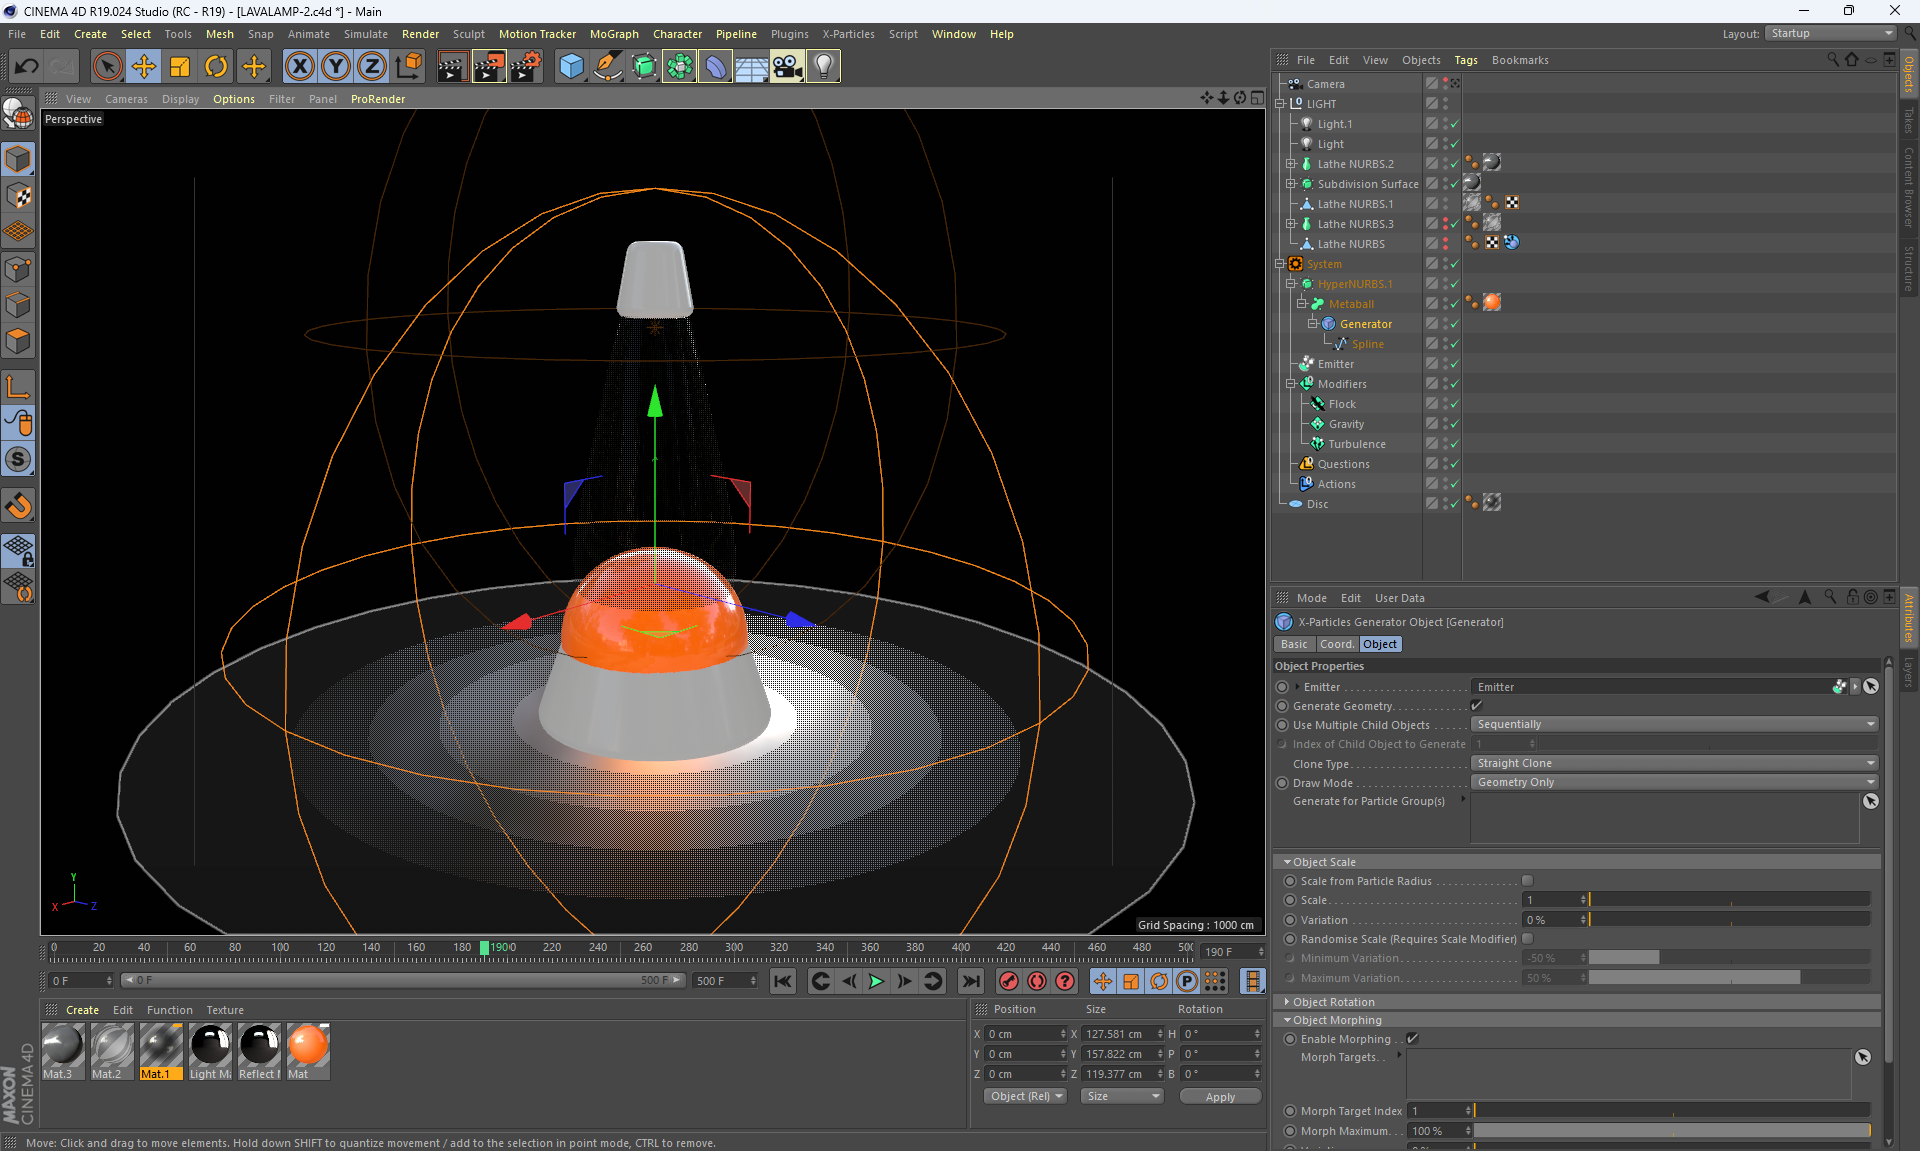 CINEMA 4D R19.024 Studio (RC - R19) - [LAVALAMP-2.c4d *] - Main
File Edit Create Select Tools Mesh Snap Animate Simulate Render Sculpt Motion Tracker MoGraph Character Pipeline Plugins X-Particles Script Window Help
Layout: Startup
View Cameras Display Options Filter Panel ProRender
Perspective
Grid Spacing : 1000 cm
File Edit View Objects Tags Bookmarks
Camera
LIGHT
Light.1
Light
Lathe NURBS.2
Subdivision Surface
Lathe NURBS.1
Lathe NURBS.3
Lathe NURBS
System
HyperNURBS.1
Metaball
Generator
Spline
Emitter
Modifiers
Flock
Gravity
Turbulence
Questions
Actions
Disc
Objects
Takes
Content Browser
Structure
Mode Edit User Data
X-Particles Generator Object [Generator]
Basic Coord. Object
Object Properties
Emitter Emitter
Generate Geometry
Use Multiple Child Objects Sequentially
Index of Child Object to Generate 1
Clone Type Straight Clone
Draw Mode Geometry Only
Generate for Particle Group(s)
Object Scale
Scale from Particle Radius
Scale 1
Variation 0 %
Randomise Scale (Requires Scale Modifier)
Minimum Variation -50 %
Maximum Variation 50 %
Object Rotation
Object Morphing
Enable Morphing
Morph Targets
Morph Target Index 1
Morph Maximum 100 %
Attributes
Layers
Y
X Z
0 20 40 60 80 100 120 140 160 180 190 220 240 260 280 300 320 340 360 380 400 420 440 460 480 500
190 F
0 F 0 F 500 F 500 F
Create Edit Function Texture
Mat.3 Mat.2 Mat.1 Light Reflect Mat
Position Size Rotation
X 0 cm X 127.581 cm H 0 °
Y 0 cm Y 157.822 cm P 0 °
Z 0 cm Z 119.377 cm B 0 °
Object (Rel) Size Apply
MAXON CINEMA 4D
Move: Click and drag to move elements. Hold down SHIFT to quantize movement / add to the selection in point mode, CTRL to remove.